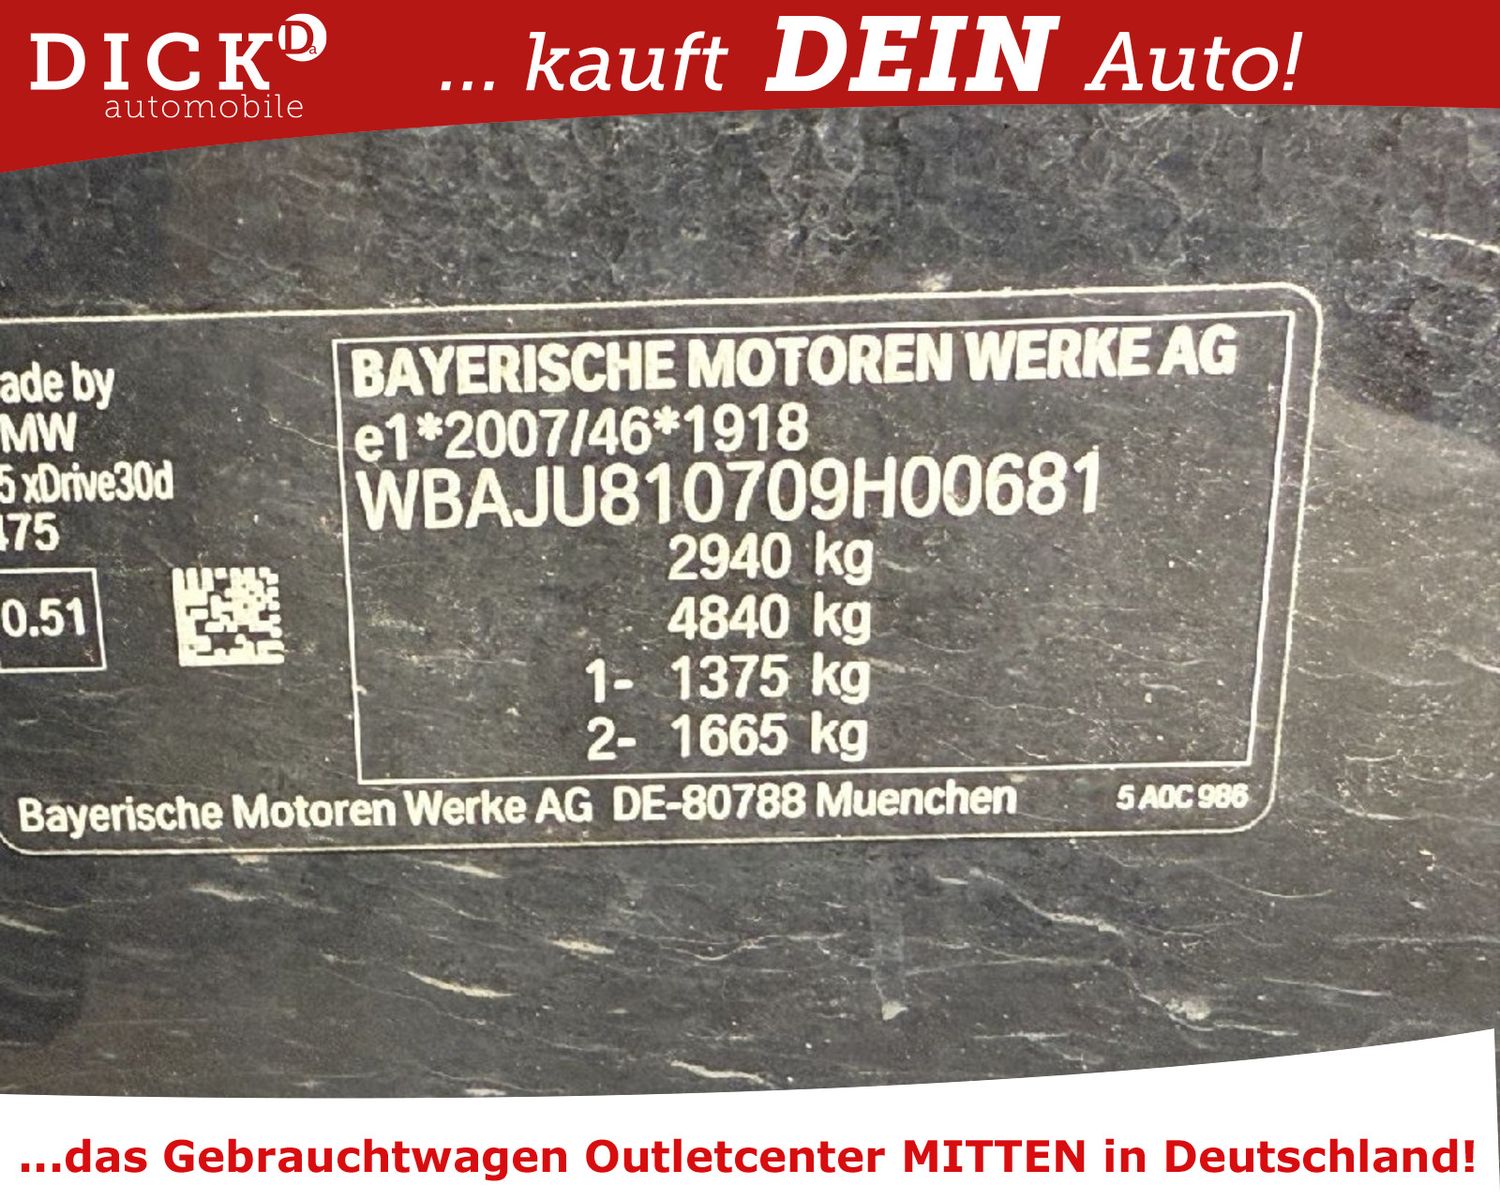 DICK Da
automobile
... kauft DEIN Auto!
ade by
MW
5 xDrive30d
475
0.51
BAYERISCHE MOTOREN WERKE AG
e1*2007/46*1918
WBAJU810709H00681
2940 kg
4840 kg
1- 1375 kg
2- 1665 kg
Bayerische Motoren Werke AG DE-80788 Muenchen
5 A0C 986
...das Gebrauchtwagen Outletcenter MITTEN in Deutschland!